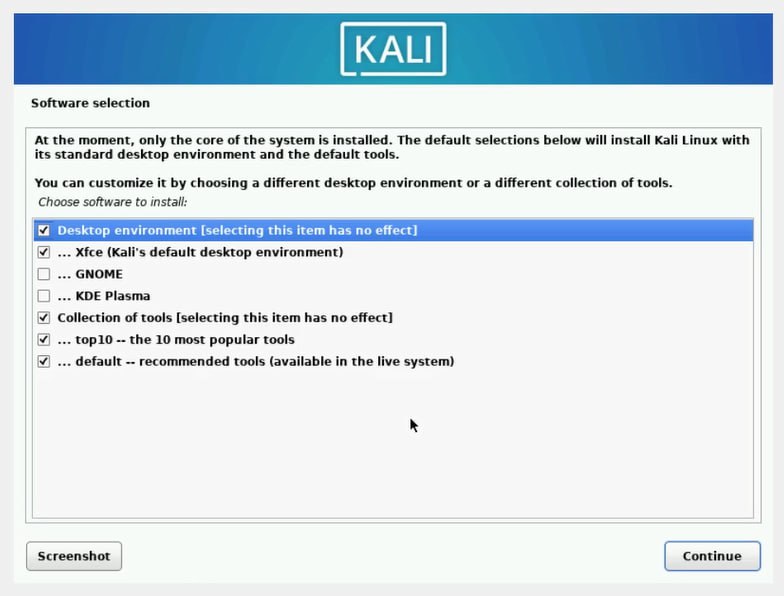 KALI
Software selection
At the moment, only the core of the system is installed. The default selections below will install Kali Linux with
its standard desktop environment and the default tools.
You can customize it by choosing a different desktop environment or a different collection of tools.
Choose software to install:
Desktop environment [selecting this item has no effect]
... Xfce (Kali's default desktop environment)
... GNOME
... KDE Plasma
Collection of tools [selecting this item has no effect]
... top10 -- the 10 most popular tools
... default -- recommended tools (available in the live system)
Screenshot
Continue